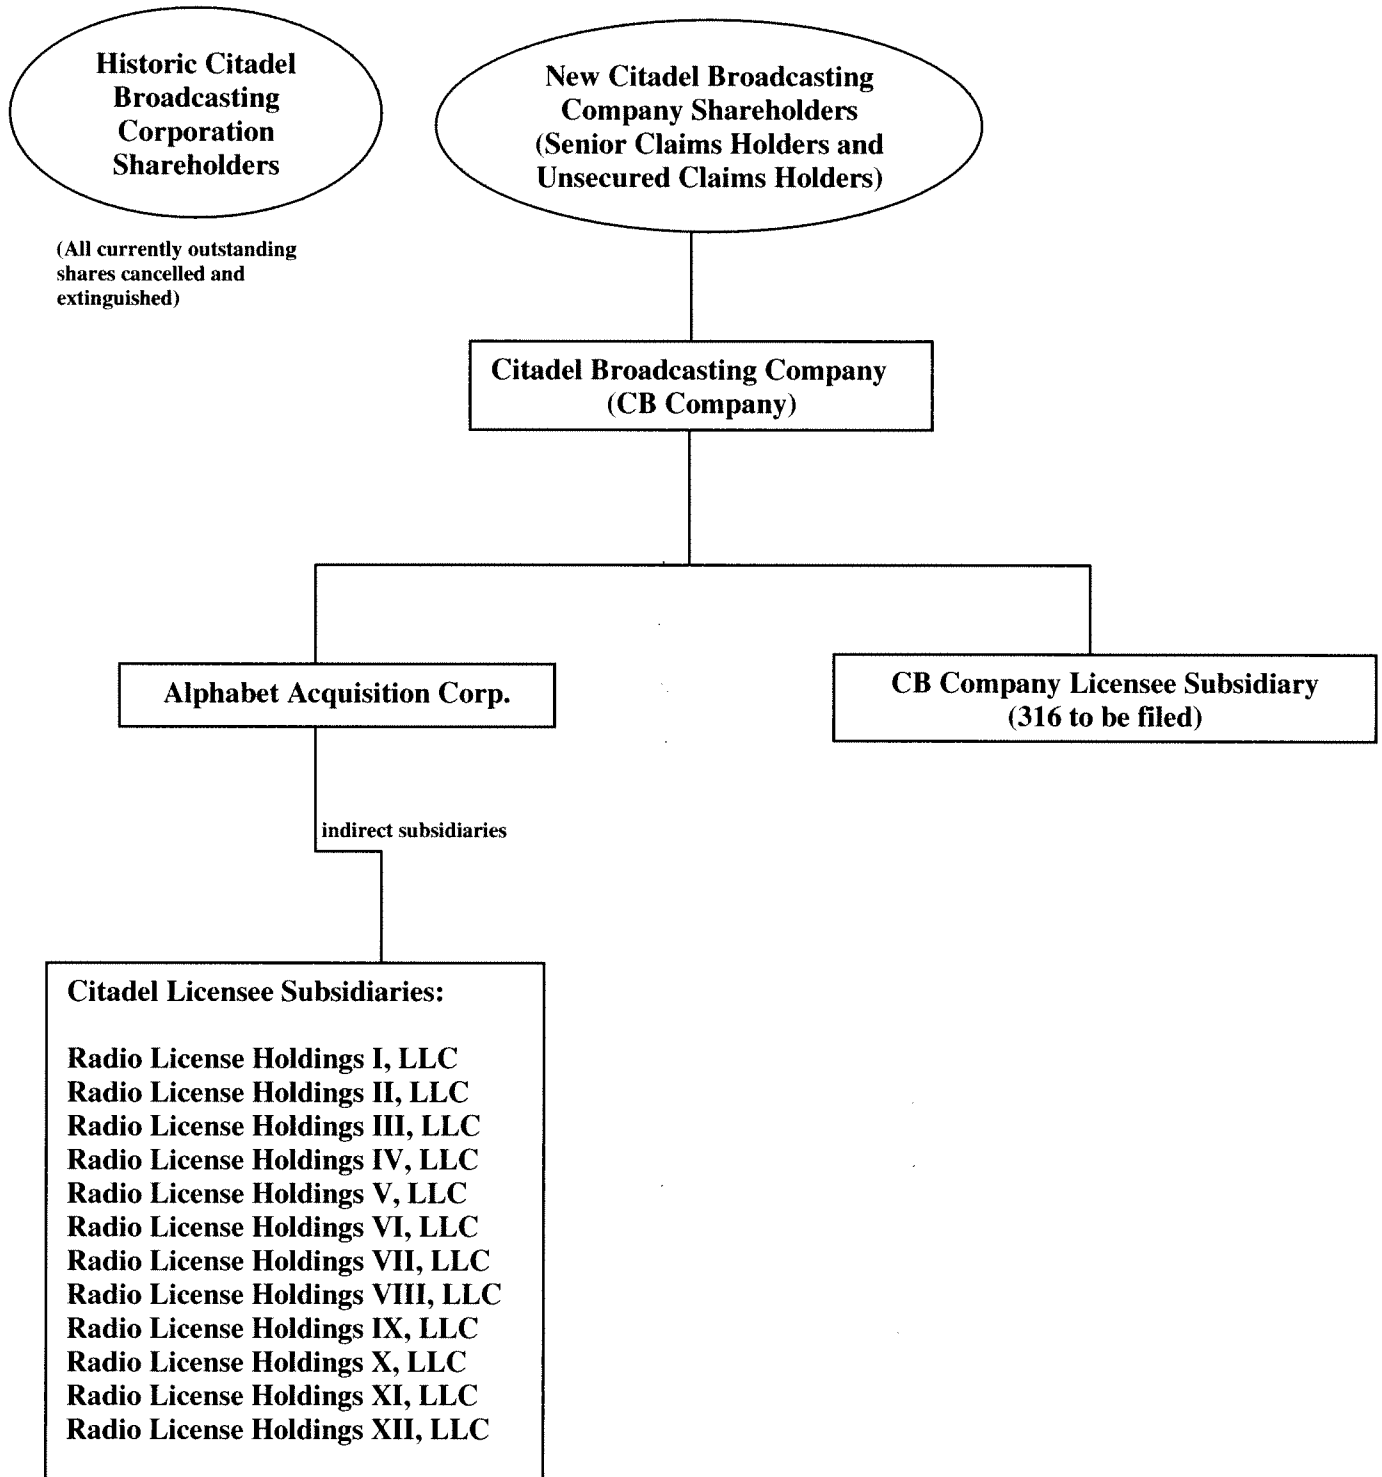 Historic Citadel
Broadcasting
Corporation
Shareholders
(All currently outstanding
shares cancelled and
extinguished)
New Citadel Broadcasting
Company Shareholders
(Senior Claims Holders and
Unsecured Claims Holders)
Citadel Broadcasting Company
(CB Company)
Alphabet Acquisition Corp.
CB Company Licensee Subsidiary
(316 to be filed)
indirect subsidiaries
Citadel Licensee Subsidiaries:
Radio License Holdings I, LLC
Radio License Holdings II, LLC
Radio License Holdings III, LLC
Radio License Holdings IV, LLC
Radio License Holdings V, LLC
Radio License Holdings VI, LLC
Radio License Holdings VII, LLC
Radio License Holdings VIII, LLC
Radio License Holdings IX, LLC
Radio License Holdings X, LLC
Radio License Holdings XI, LLC
Radio License Holdings XII, LLC